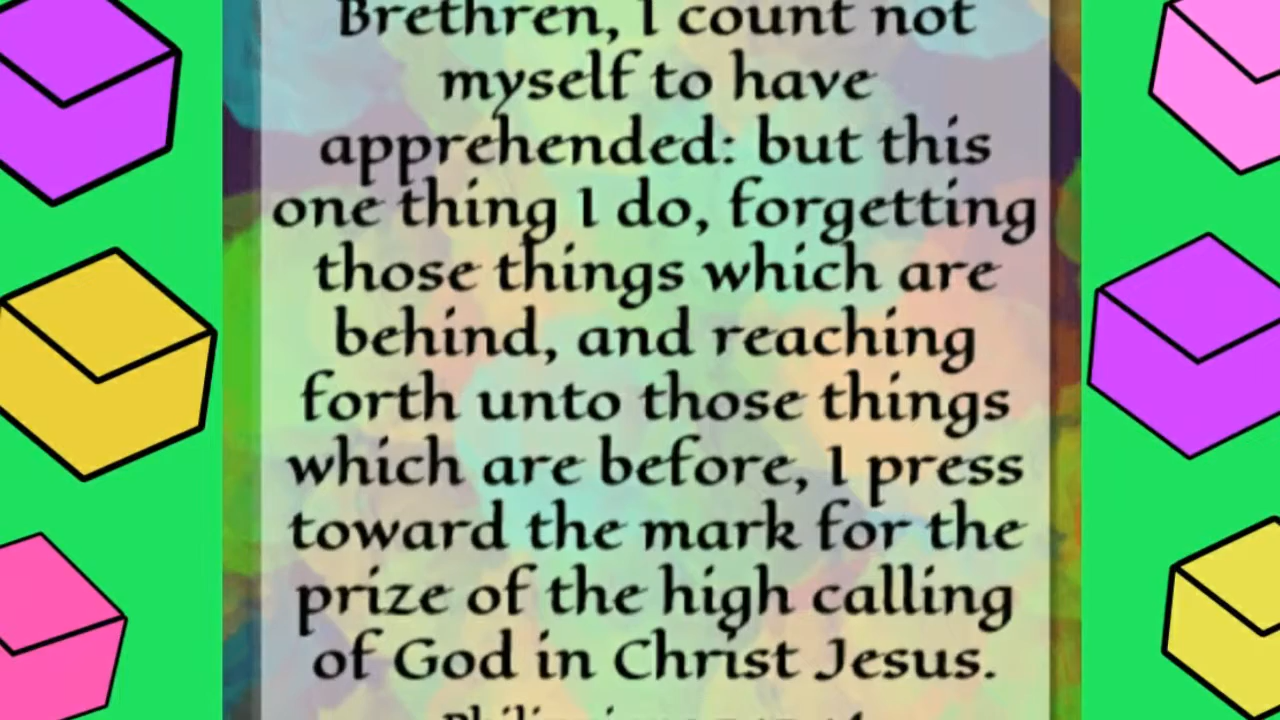 Brethren, I count not
myself to have
apprehended: but this
one thing I do, forgetting
those things which are
behind, and reaching
forth unto those things
which are before, I press
toward the mark for the
prize of the high calling
of God in Christ Jesus.